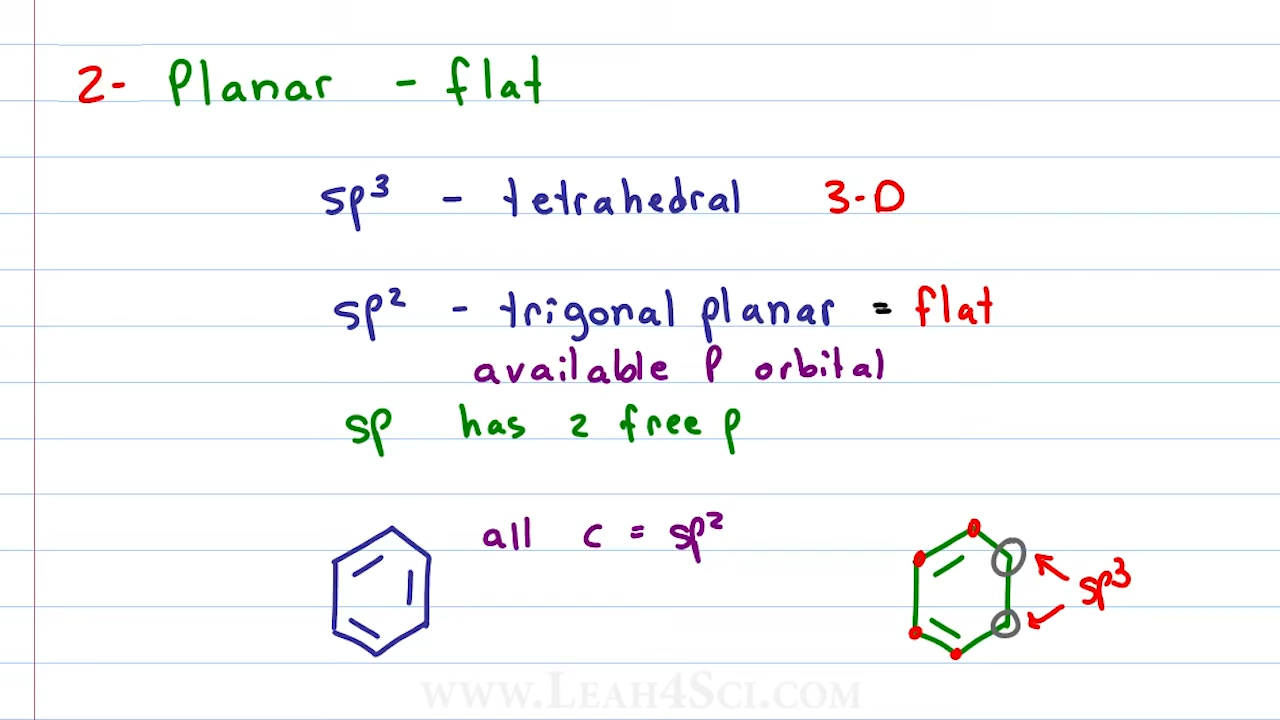 2- Planar - flat
sp³ - tetrahedral 3-D
sp² - trigonal planar = flat
available P orbital
sp has 2 free p
all c = sp²
sp³
www.Leah4Sci.com